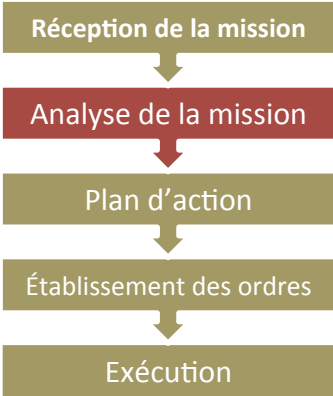 Réception de la mission
Analyse de la mission
Plan d’action
Établissement des ordres
Exécution